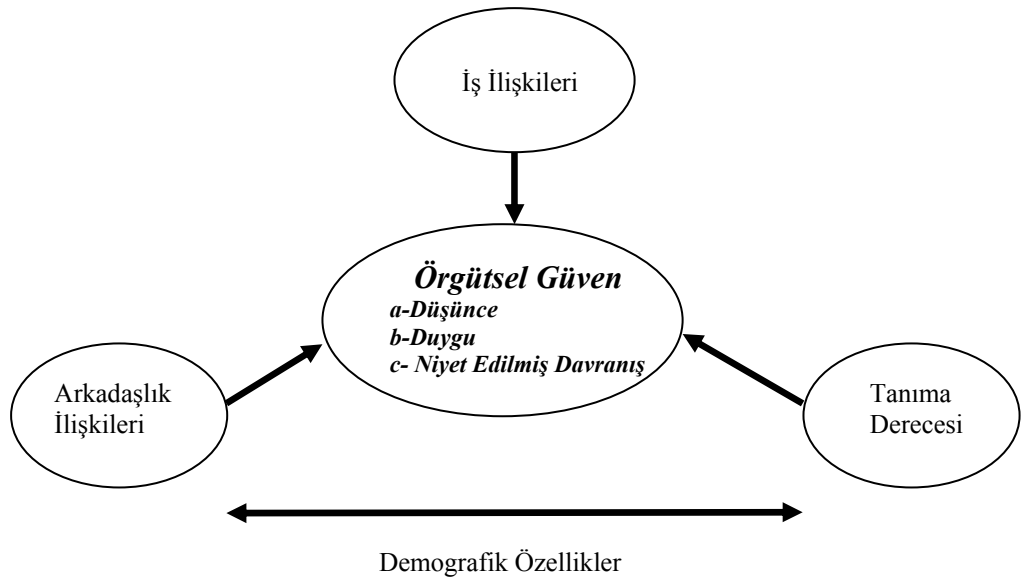 İş İlişkileri
Örgütsel Güven
a-Düşünce
b-Duygu
c- Niyet Edilmiş Davranış
Arkadaşlık
İlişkileri
Tanıma
Derecesi
Demografik Özellikler